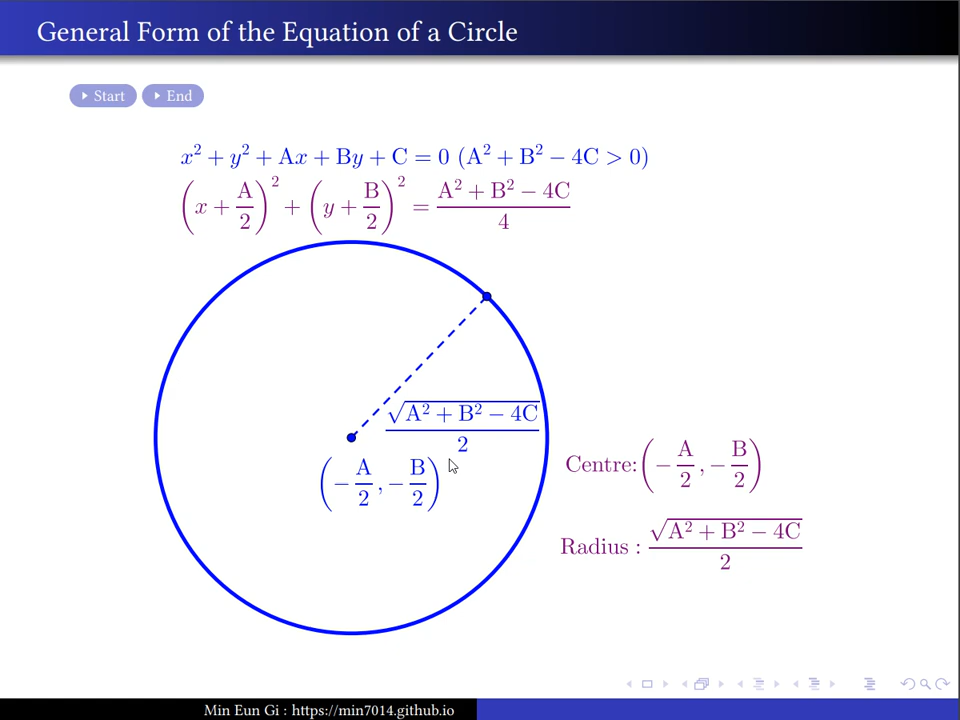 General Form of the Equation of a Circle
Start End
x² + y² + Ax + By + C = 0 (A² + B² − 4C > 0)
(x + A/2)² + (y + B/2)² = (A² + B² − 4C)/4
√(A² + B² − 4C)/2
(−A/2, −B/2)
Centre: (−A/2, −B/2)
Radius : √(A² + B² − 4C)/2
Min Eun Gi : https://min7014.github.io